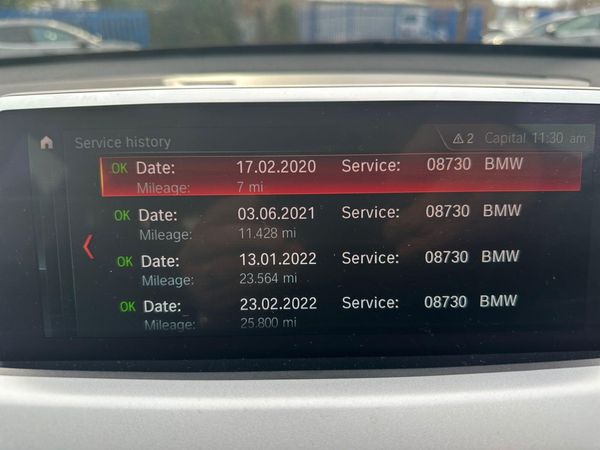 Service history ⚠2 Capital 11:30 am
OK Date: 17.02.2020 Service: 08730 BMW
Mileage: 7 mi
OK Date: 03.06.2021 Service: 08730 BMW
Mileage: 11.428 mi
OK Date: 13.01.2022 Service: 08730 BMW
Mileage: 23.564 mi
OK Date: 23.02.2022 Service: 08730 BMW
Mileage: 25.800 mi